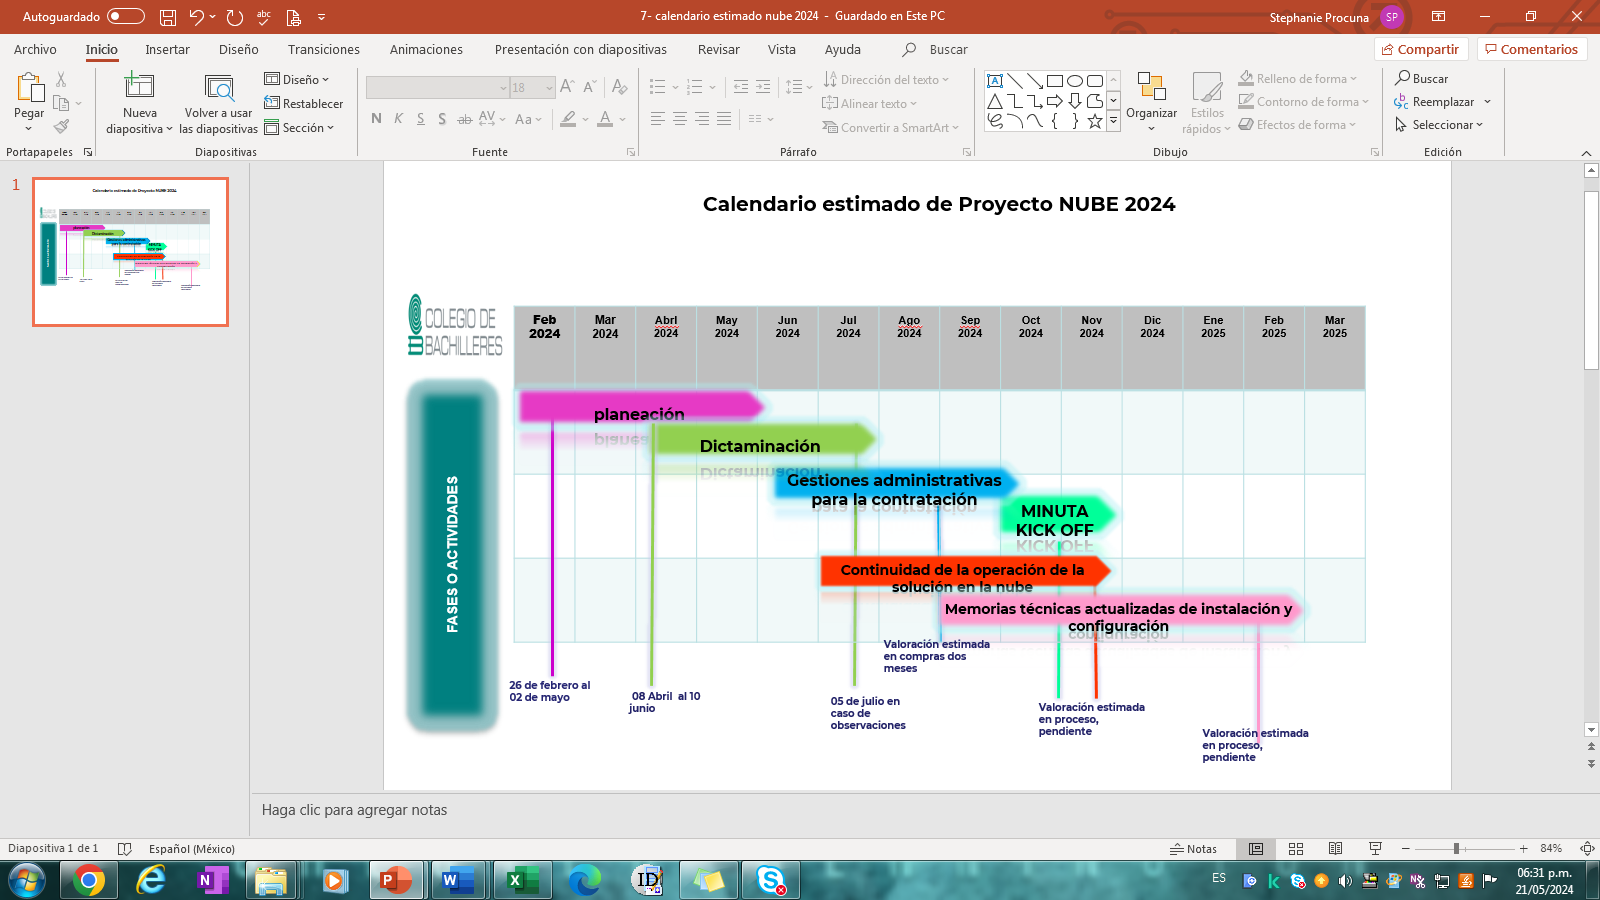 Autoguardado
abc
7- calendario estimado nube 2024 - Guardado en Este PC
Stephanie Procuna
SP
Archivo Inicio Insertar Diseño Transiciones Animaciones Presentación con diapositivas Revisar Vista Ayuda Buscar
Compartir Comentarios
Pegar
Portapapeles
Nueva diapositiva
Volver a usar las diapositivas
Diseño
Restablecer
Sección
Diapositivas
18
N K S S ab AV Aa A
Fuente
Dirección del texto
Alinear texto
Convertir a SmartArt
Párrafo
Organizar
Estilos rápidos
Relleno de forma
Contorno de forma
Efectos de forma
Dibujo
Buscar
Reemplazar
Seleccionar
Edición
1
Calendario estimado de Proyecto NUBE 2024
COLEGIO DE
BACHILLERES
Feb 2024
Mar 2024
Abrl 2024
May 2024
Jun 2024
Jul 2024
Ago 2024
Sep 2024
Oct 2024
Nov 2024
Dic 2024
Ene 2025
Feb 2025
Mar 2025
FASES O ACTIVIDADES
planeación
Dictaminación
Gestiones administrativas
para la contratación
MINUTA
KICK OFF
Continuidad de la operación de la
solución en la nube
Memorias técnicas actualizadas de instalación y
configuración
Valoración estimada
en compras dos
meses
26 de febrero al
02 de mayo
08 Abril al 10
junio
05 de julio en
caso de
observaciones
Valoración estimada
en proceso,
pendiente
Valoración estimada
en proceso,
pendiente
Haga clic para agregar notas
Diapositiva 1 de 1 Español (México) Notas 84%
ES
06:31 p.m.
21/05/2024